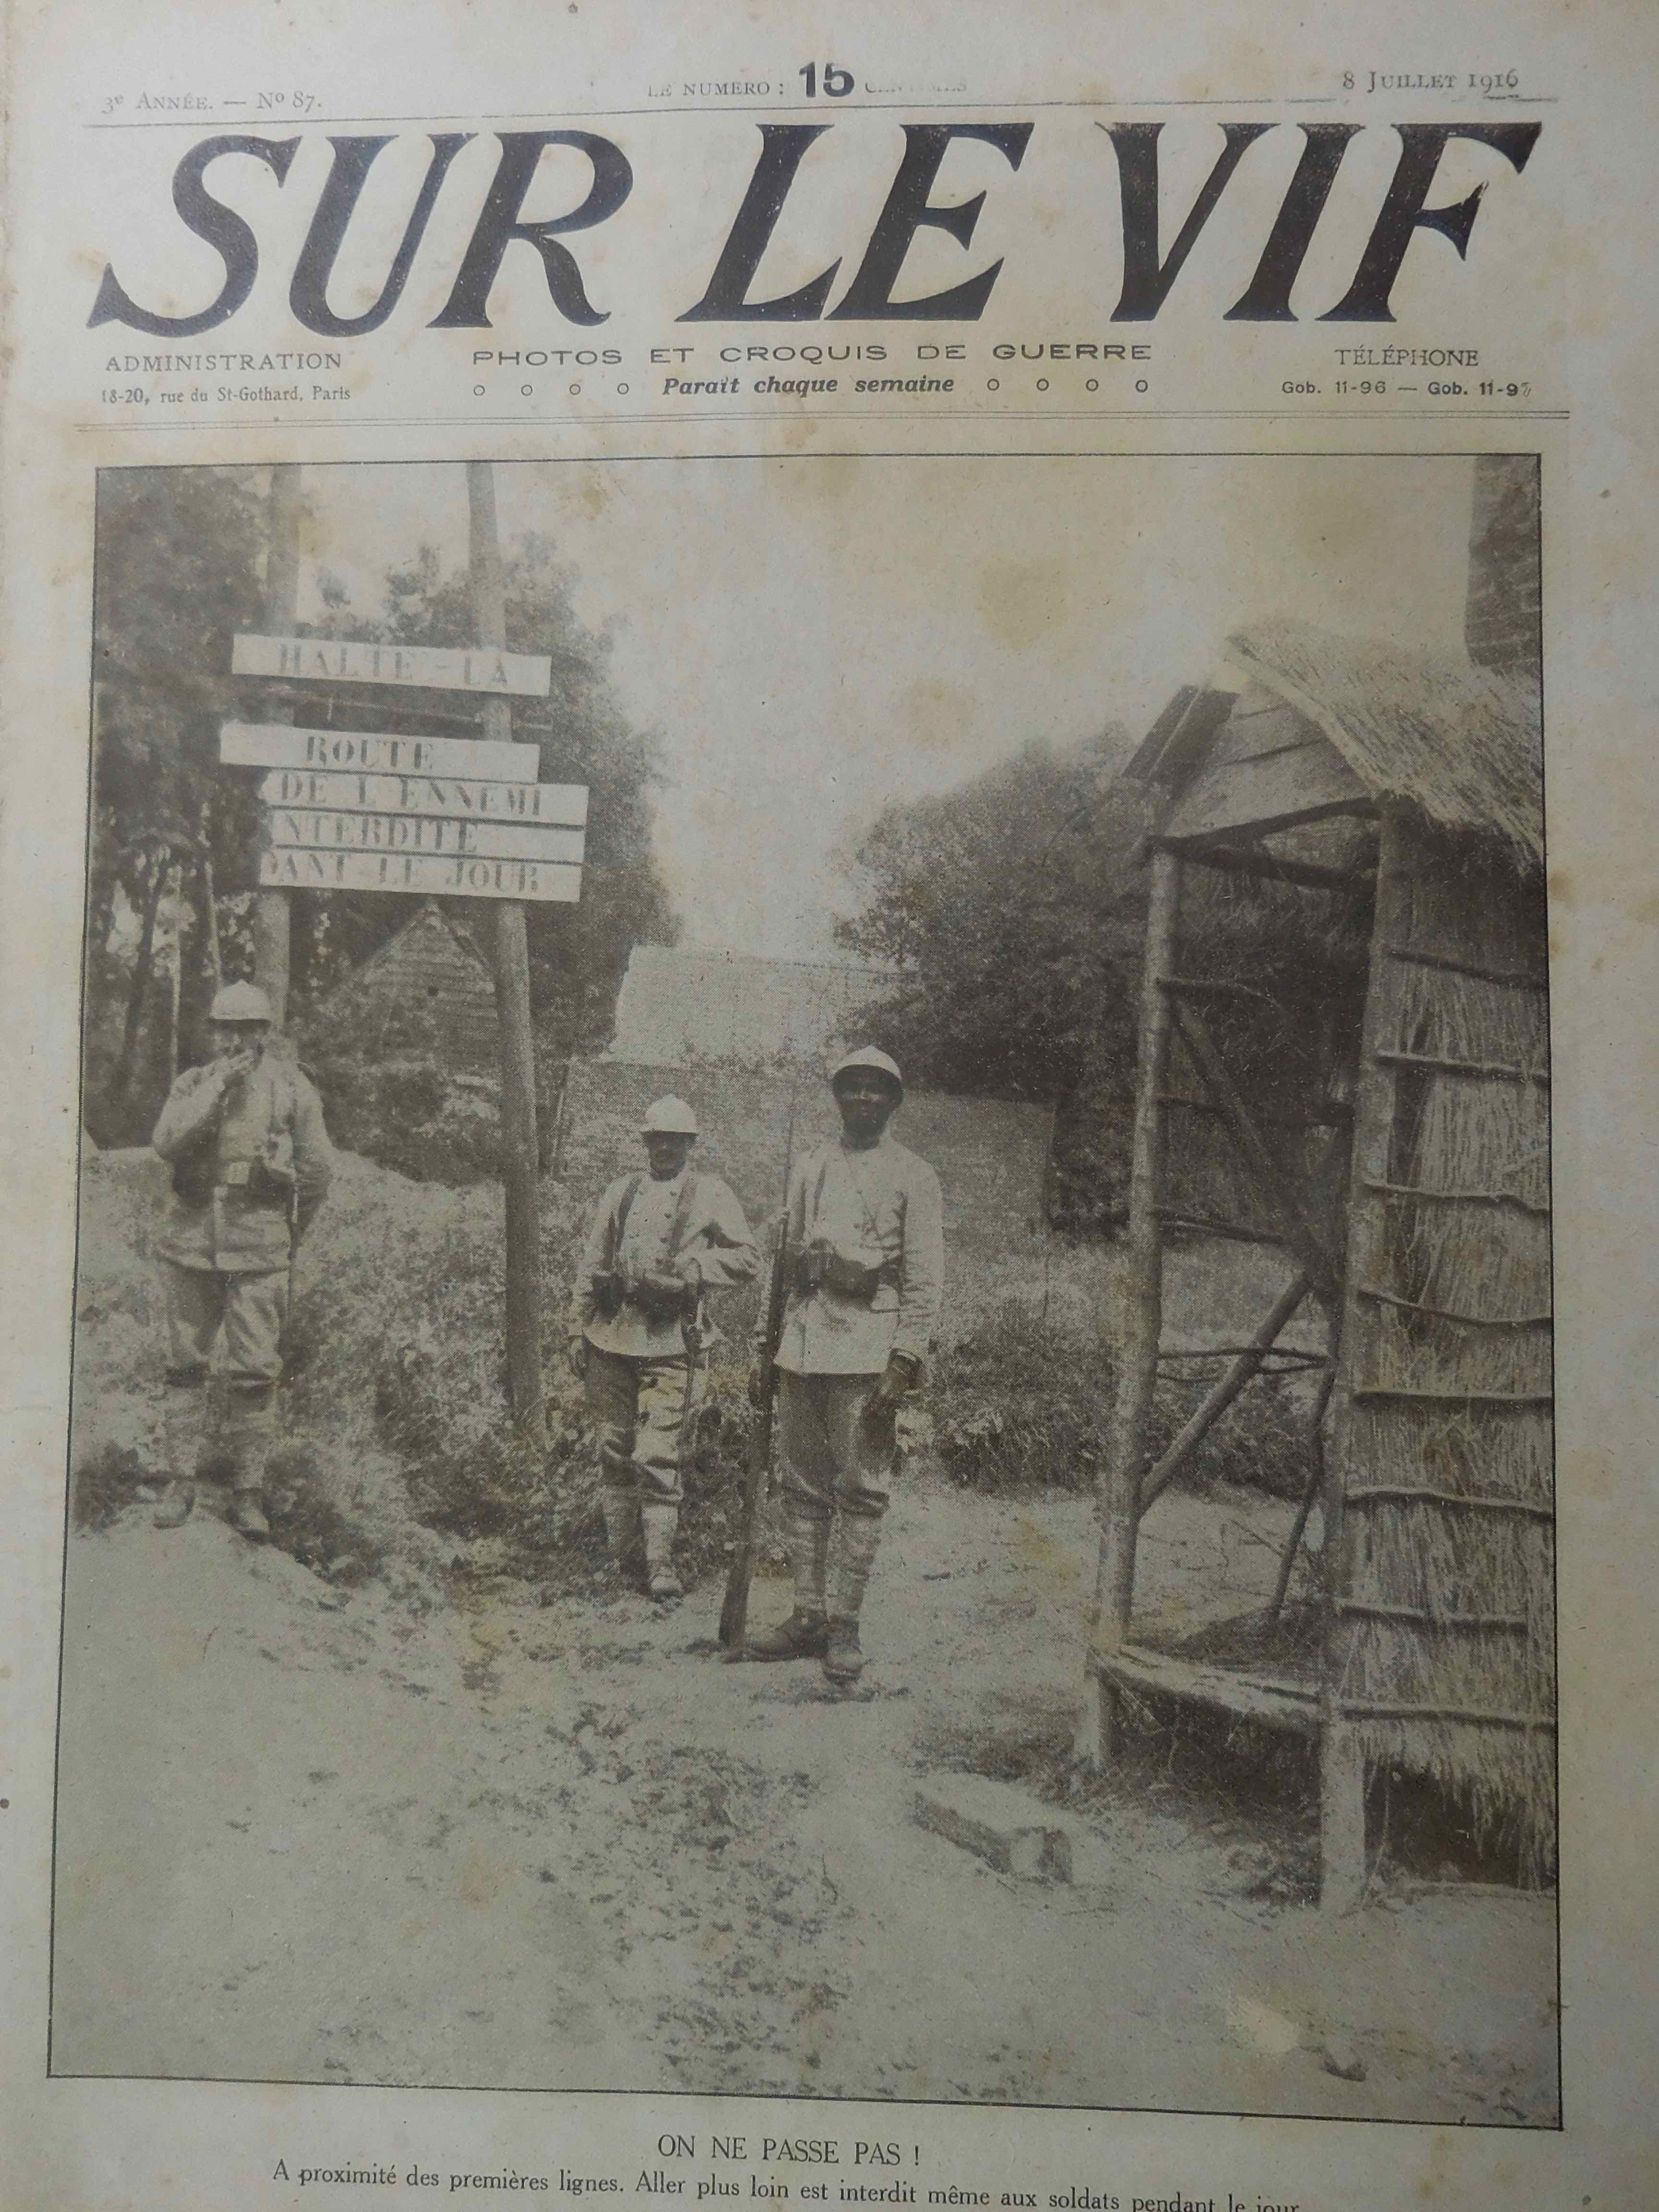 3e ANNÉE. — No 87.
LE NUMERO : 15 CENTIMES
8 JUILLET 1916
SUR LE VIF
ADMINISTRATION
18-20, rue du St-Gothard, Paris
PHOTOS ET CROQUIS DE GUERRE
Parait chaque semaine
TÉLÉPHONE
Gob. 11-96 — Gob. 11-97
HALTE-LA
ROUTE
DE L'ENNEMI
INTERDITE
DANT LE JOUR
ON NE PASSE PAS !
A proximité des premières lignes. Aller plus loin est interdit même aux soldats pendant le jour